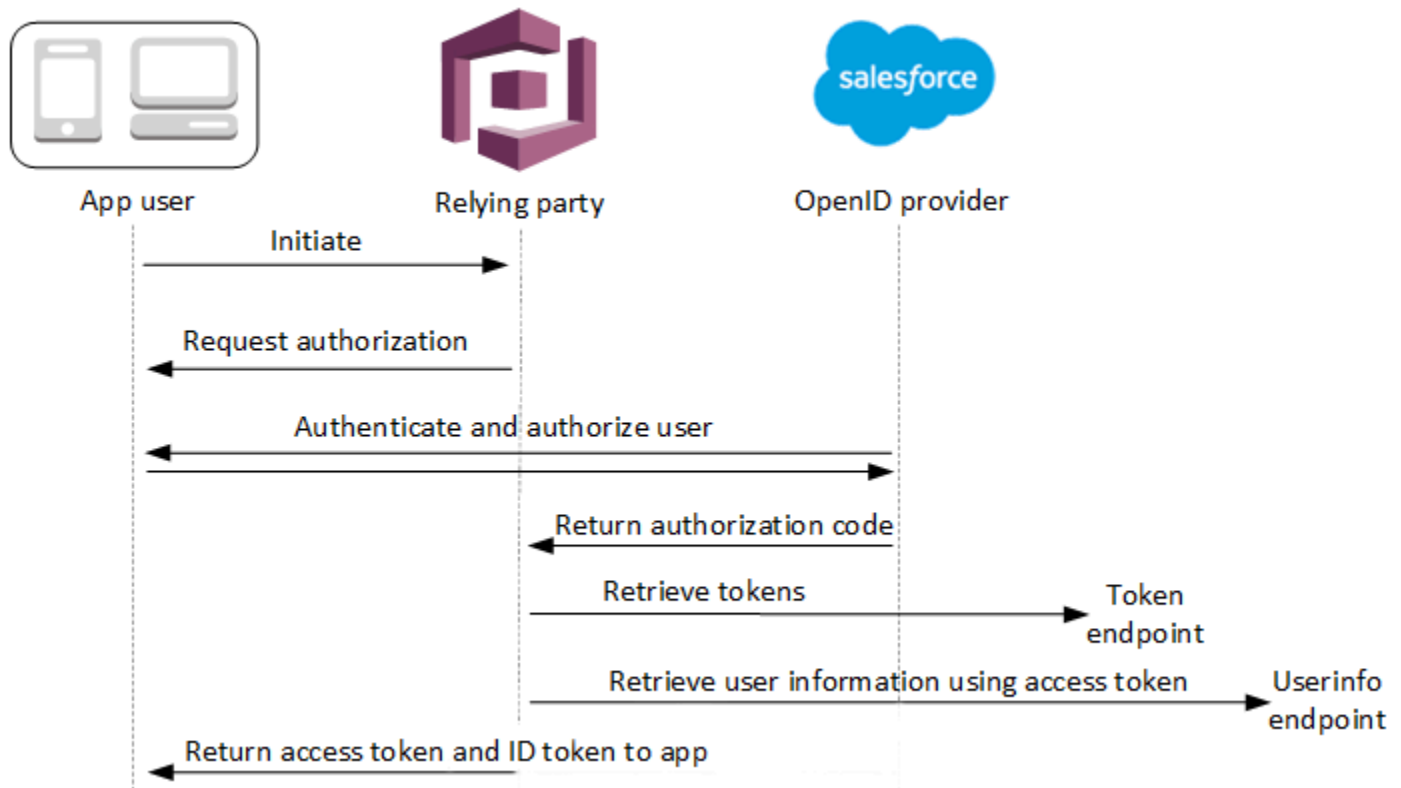 salesforce
App user
Relying party
OpenID provider
Initiate
Request authorization
Authenticate and authorize user
Return authorization code
Retrieve tokens
Token
endpoint
Retrieve user information using access token
Userinfo
endpoint
Return access token and ID token to app